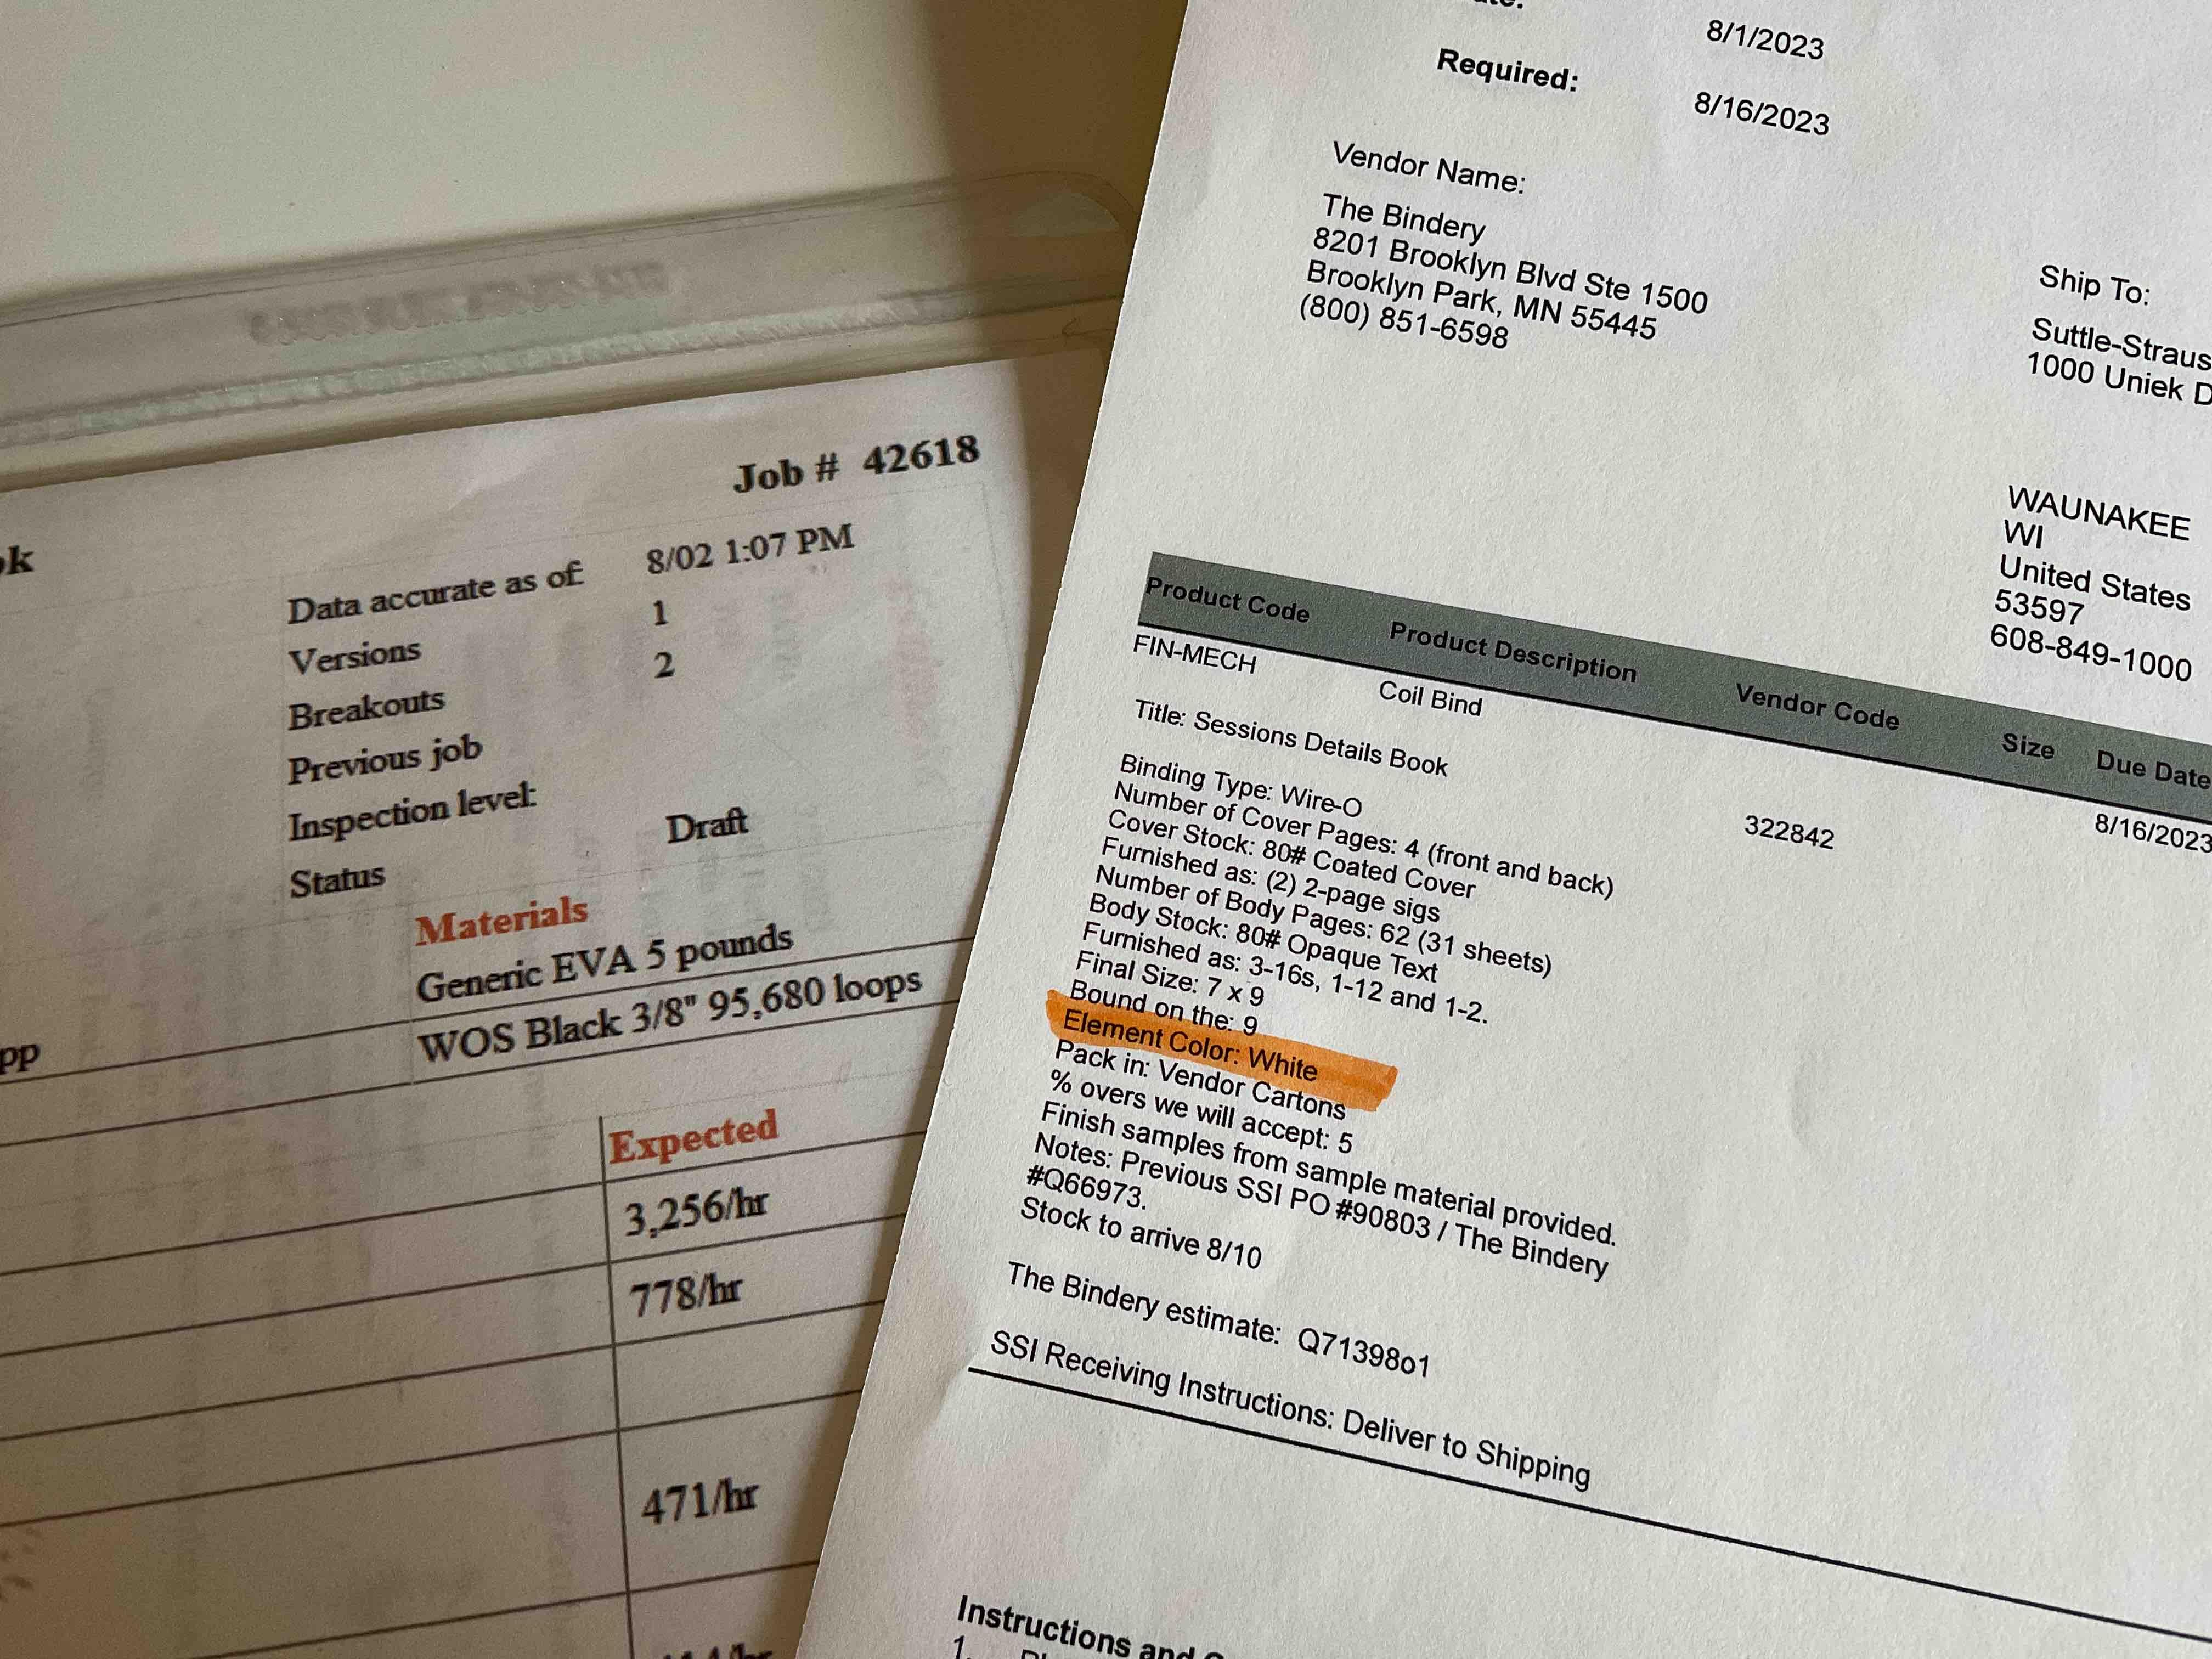 Job # 42618
Data accurate as of: 8/02 1:07 PM
Versions 1
Breakouts 2
Previous job
Inspection level:
Status Draft
Materials
Generic EVA 5 pounds
WOS Black 3/8" 95,680 loops
Expected
3,256/hr
778/hr
471/hr
8/1/2023
Required: 8/16/2023
Vendor Name:
The Bindery
8201 Brooklyn Blvd Ste 1500
Brooklyn Park, MN 55445
(800) 851-6598
Ship To:
Suttle-Straus
1000 Uniek D
WAUNAKEE
WI
United States
53597
608-849-1000
Product Code Product Description Vendor Code Size Due Date
FIN-MECH Coil Bind 322842 8/16/2023
Title: Sessions Details Book
Binding Type: Wire-O
Number of Cover Pages: 4 (front and back)
Cover Stock: 80# Coated Cover
Furnished as: (2) 2-page sigs
Number of Body Pages: 62 (31 sheets)
Body Stock: 80# Opaque Text
Furnished as: 3-16s, 1-12 and 1-2.
Final Size: 7 x 9
Bound on the: 9
Element Color: White
Pack in: Vendor Cartons
% overs we will accept: 5
Finish samples from sample material provided.
Notes: Previous SSI PO #90803 / The Bindery
#Q66973.
Stock to arrive 8/10
The Bindery estimate: Q71398o1
SSI Receiving Instructions: Deliver to Shipping
Instructions and
1.